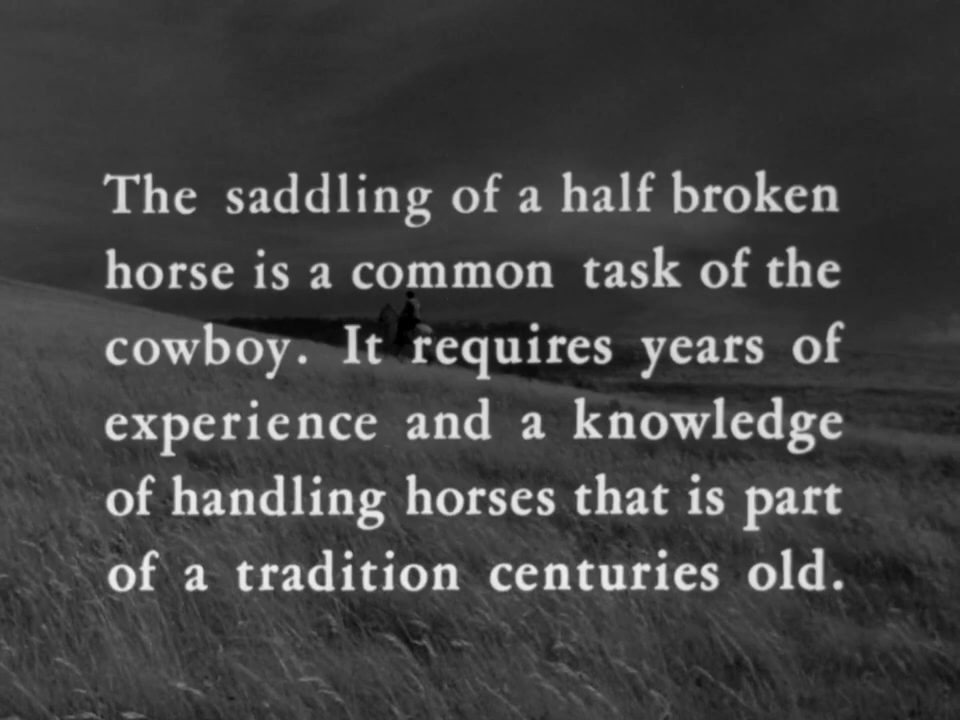 The saddling of a half broken
horse is a common task of the
cowboy. It requires years of
experience and a knowledge
of handling horses that is part
of a tradition centuries old.